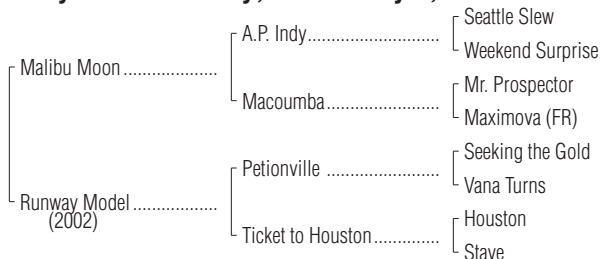 Seattle Slew
A.P. Indy
Weekend Surprise
Malibu Moon
Mr. Prospector
Macoumba
Maximova (FR)
Seeking the Gold
Petionville
Vana Turns
Runway Model
(2002)
Houston
Ticket to Houston
Stave